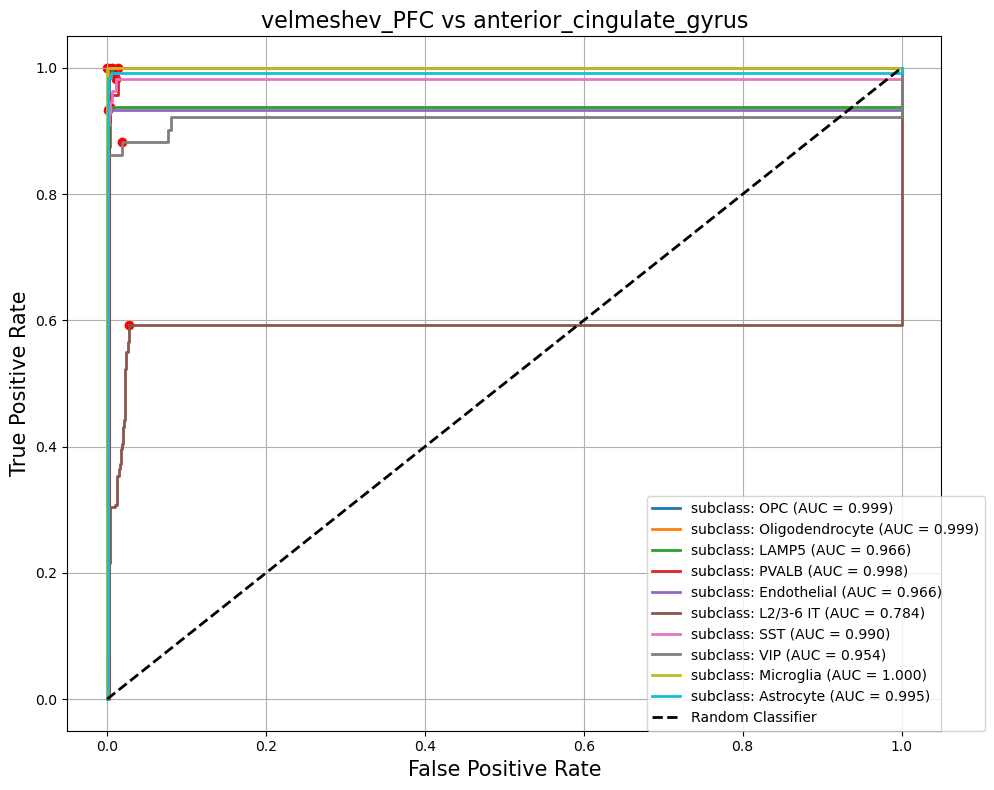 velmeshev_PFC vs anterior_cingulate_gyrus
True Positive Rate
1.0
0.8
0.6
0.4
0.2
0.0
subclass: OPC (AUC = 0.999)
subclass: Oligodendrocyte (AUC = 0.999)
subclass: LAMP5 (AUC = 0.966)
subclass: PVALB (AUC = 0.998)
subclass: Endothelial (AUC = 0.966)
subclass: L2/3-6 IT (AUC = 0.784)
subclass: SST (AUC = 0.990)
subclass: VIP (AUC = 0.954)
subclass: Microglia (AUC = 1.000)
subclass: Astrocyte (AUC = 0.995)
Random Classifier
0.0 0.2 0.4 0.6 0.8 1.0
False Positive Rate